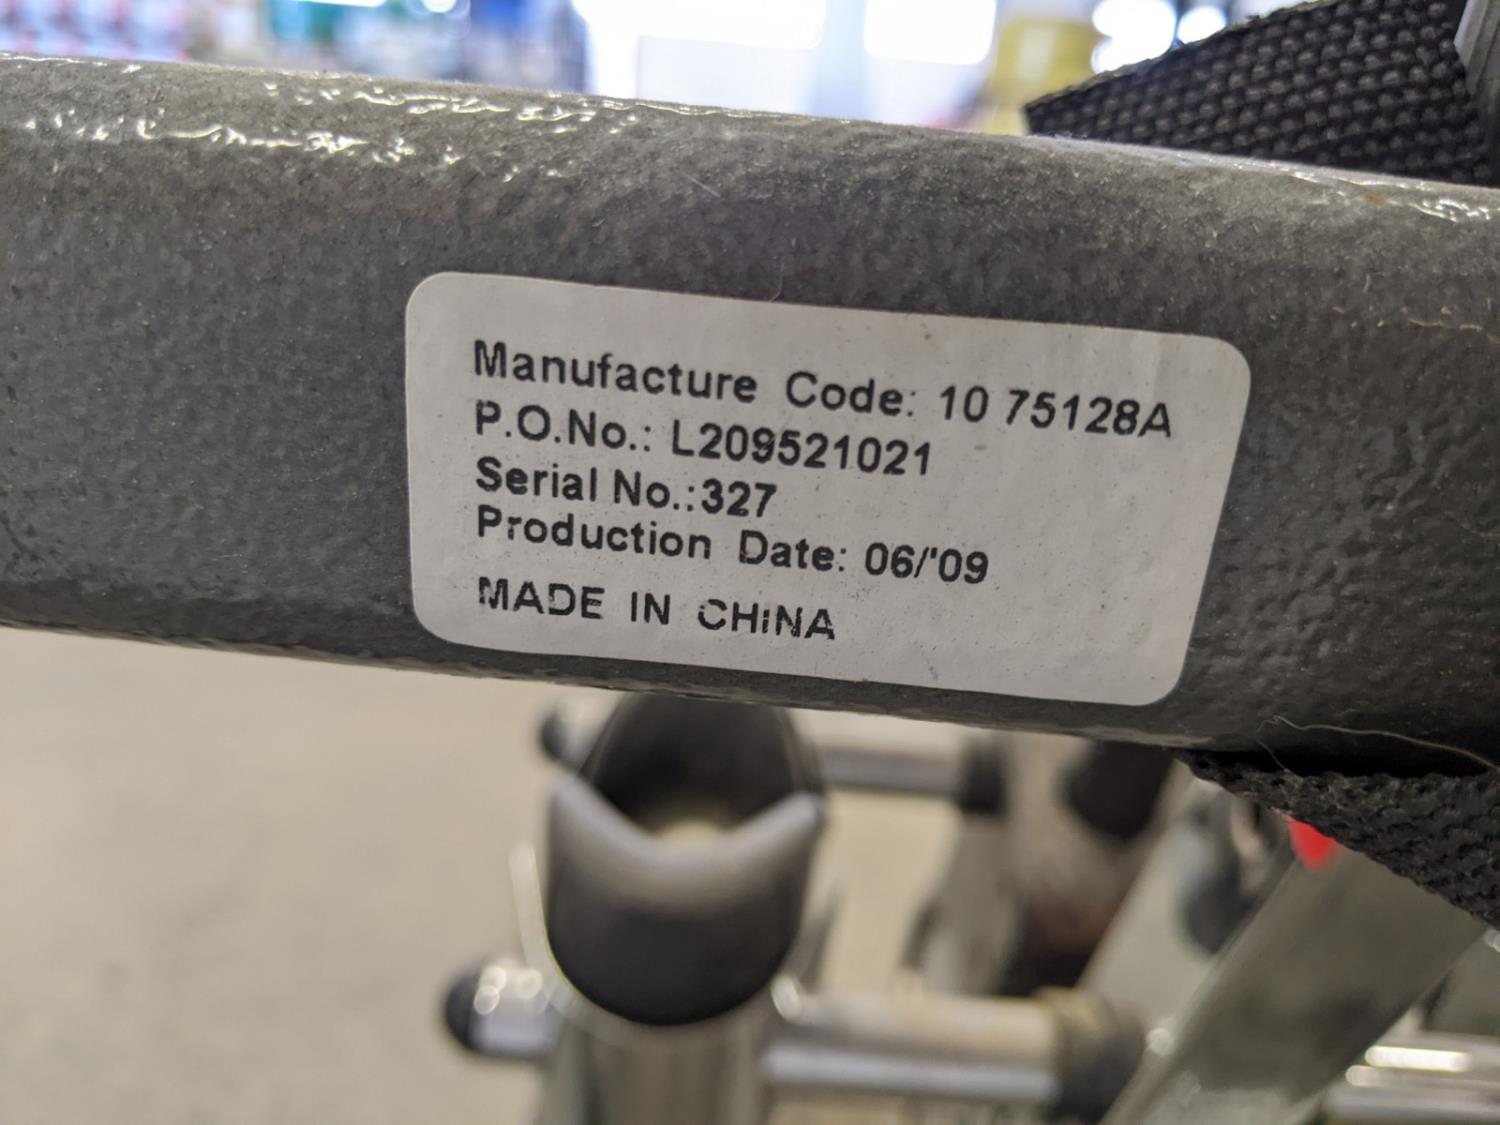 Manufacture Code: 10 75128A
P.O.No.: L209521021
Serial No.:327
Production Date: 06/'09
MADE IN CHiNA